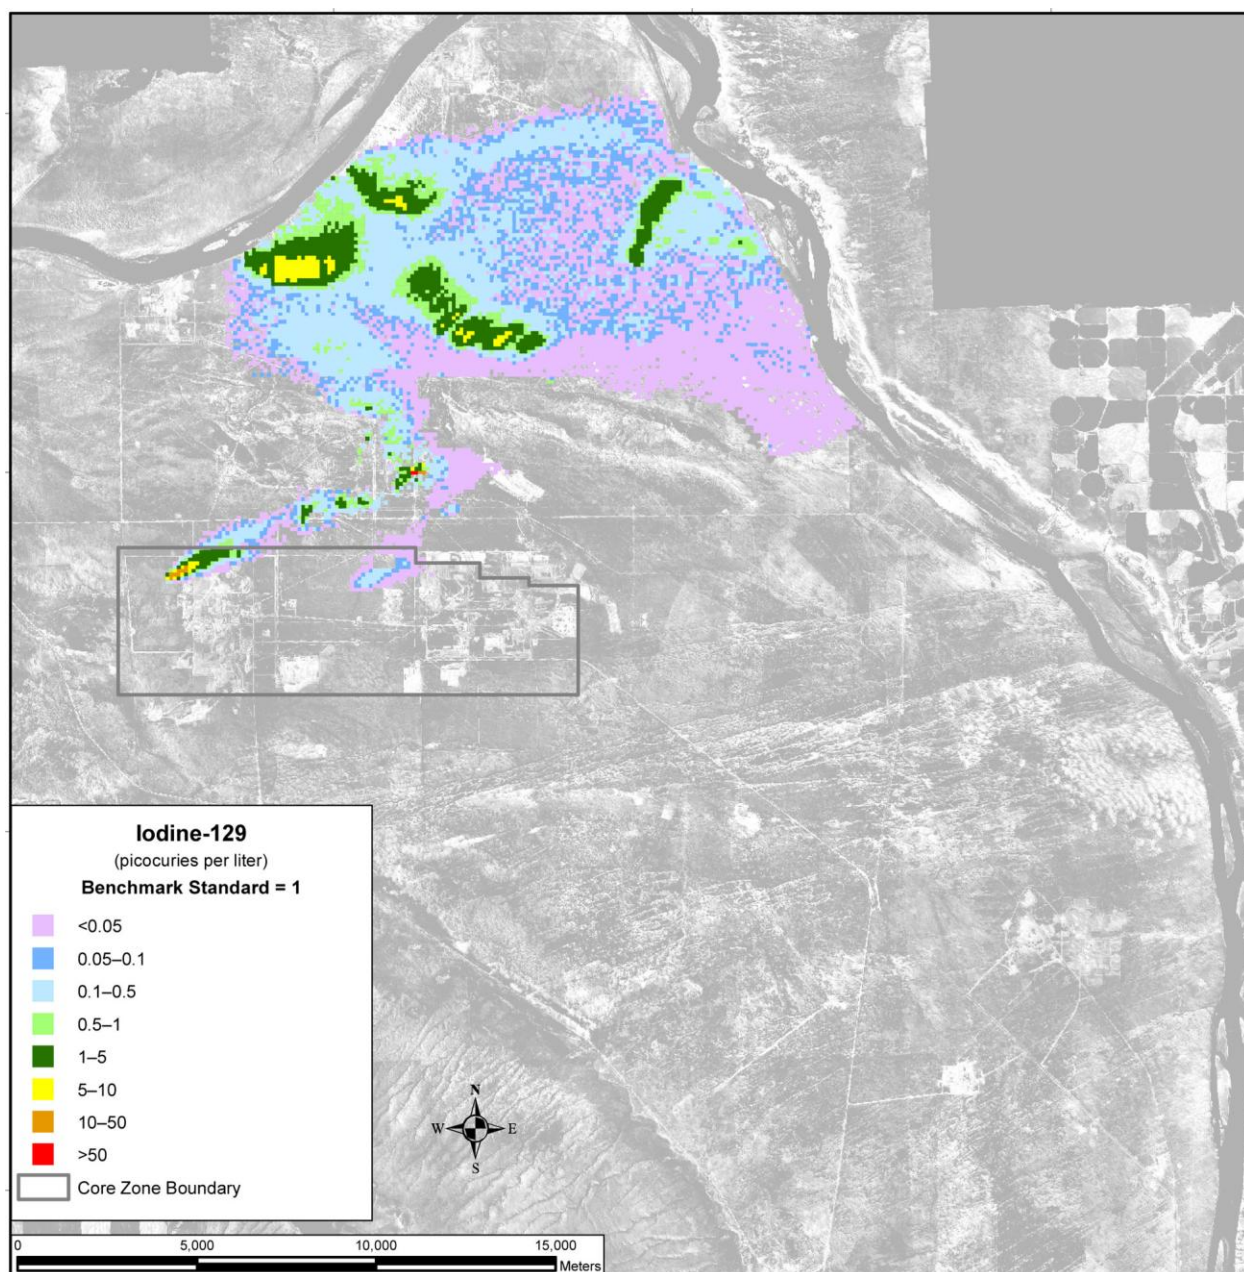 N
W E
S
Iodine-129
(picocuries per liter)
Benchmark Standard = 1
<0.05
0.05–0.1
0.1–0.5
0.5–1
1–5
5–10
10–50
>50
Core Zone Boundary
0 5,000 10,000 15,000
Meters